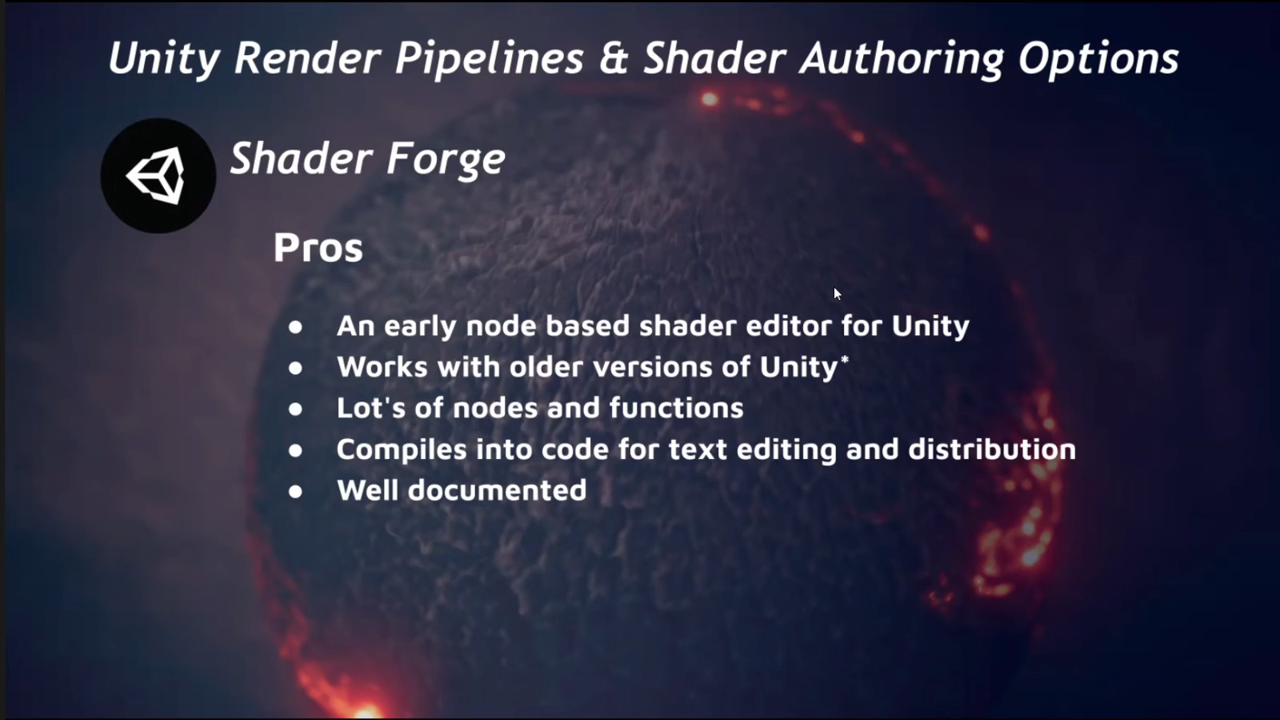 Unity Render Pipelines & Shader Authoring Options
Shader Forge
Pros
● An early node based shader editor for Unity
● Works with older versions of Unity*
● Lot's of nodes and functions
● Compiles into code for text editing and distribution
● Well documented